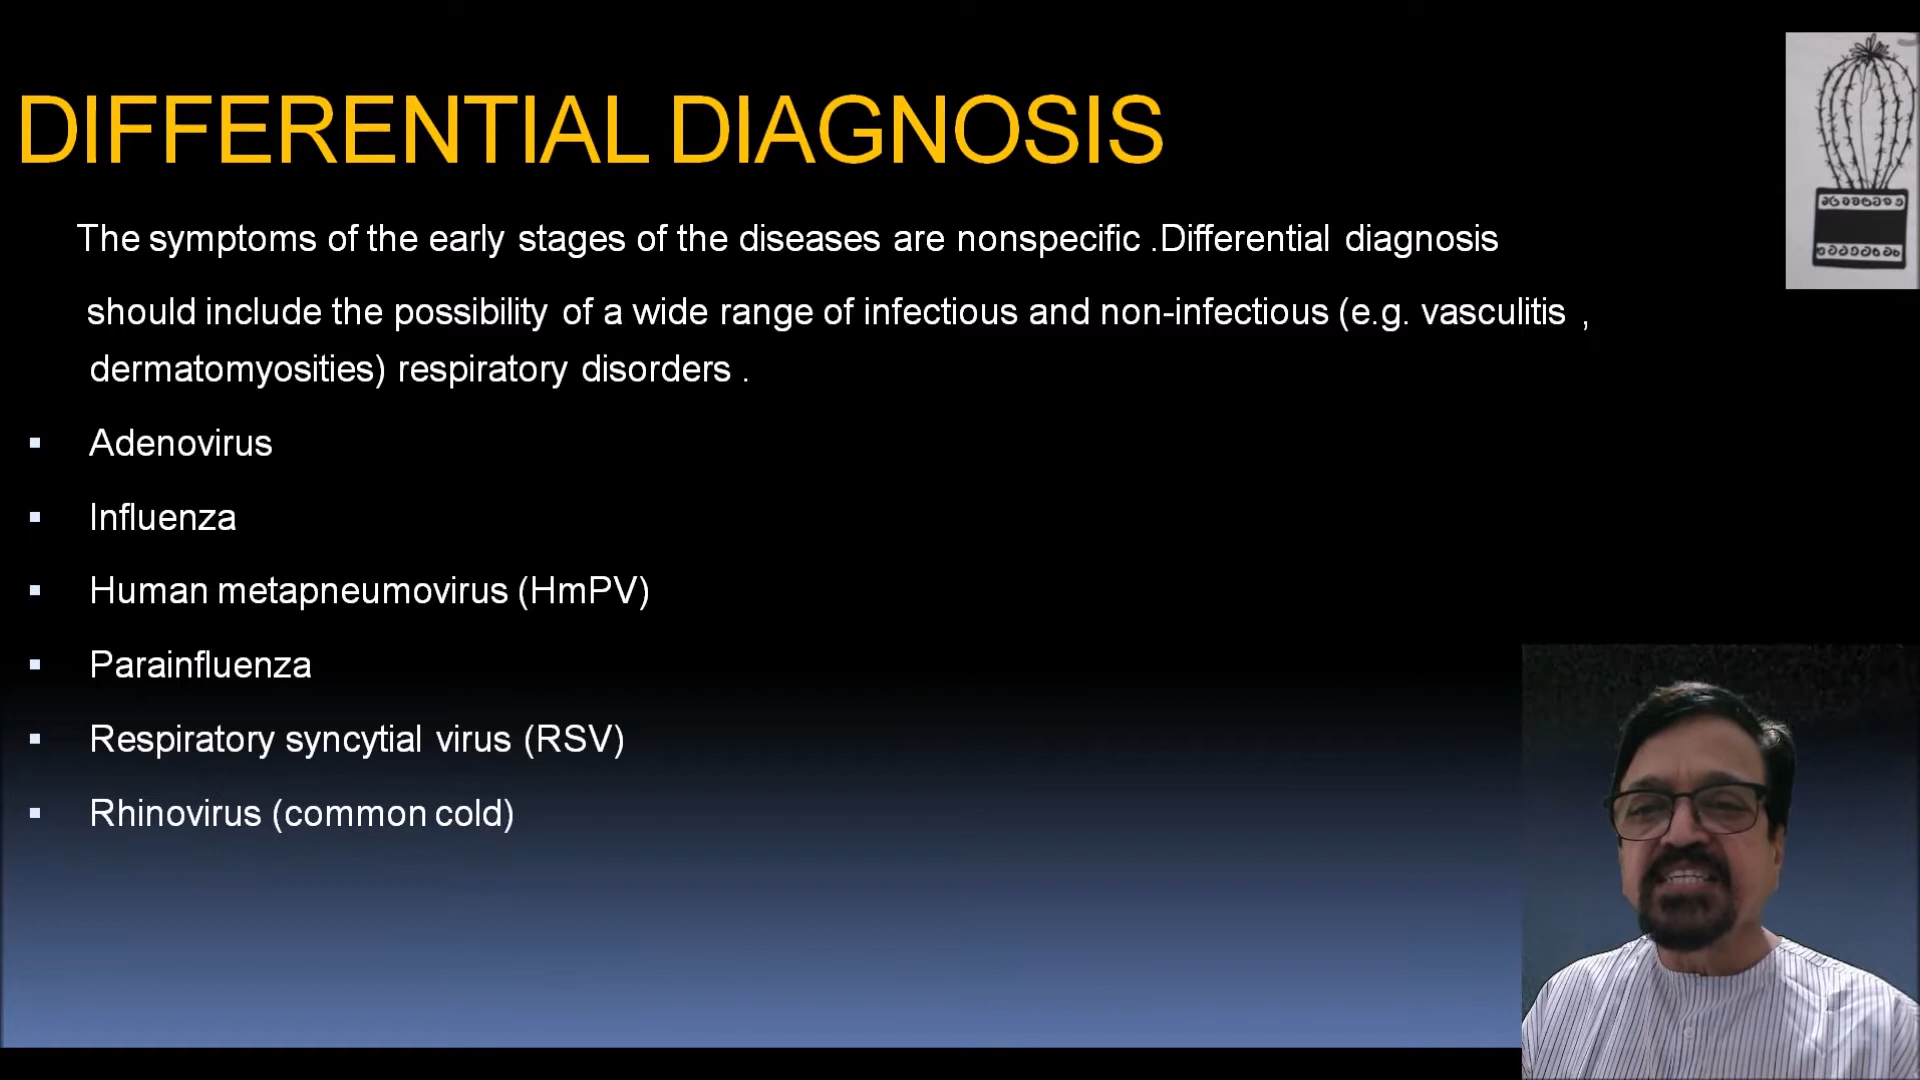 DIFFERENTIAL DIAGNOSIS
The symptoms of the early stages of the diseases are nonspecific .Differential diagnosis
should include the possibility of a wide range of infectious and non-infectious (e.g. vasculitis ,
dermatomyosities) respiratory disorders .
▪ Adenovirus
▪ Influenza
▪ Human metapneumovirus (HmPV)
▪ Parainfluenza
▪ Respiratory syncytial virus (RSV)
▪ Rhinovirus (common cold)